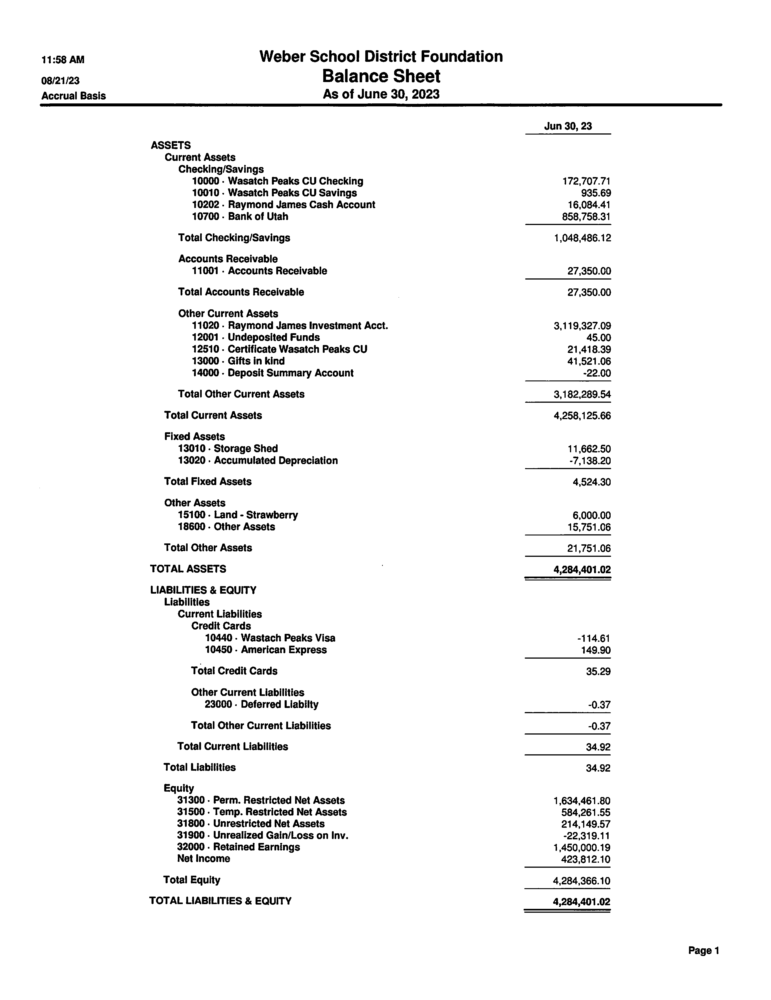 11:58 AM
08/21/23
Accrual Basis
Weber School District Foundation
Balance Sheet
As of June 30, 2023
Jun 30, 23
ASSETS
Current Assets
Checking/Savings
10000 · Wasatch Peaks CU Checking 172,707.71
10010 · Wasatch Peaks CU Savings 935.69
10202 · Raymond James Cash Account 16,084.41
10700 · Bank of Utah 858,758.31
Total Checking/Savings 1,048,486.12
Accounts Receivable
11001 · Accounts Receivable 27,350.00
Total Accounts Receivable 27,350.00
Other Current Assets
11020 · Raymond James Investment Acct. 3,119,327.09
12001 · Undeposited Funds 45.00
12510 · Certificate Wasatch Peaks CU 21,418.39
13000 · Gifts in kind 41,521.06
14000 · Deposit Summary Account -22.00
Total Other Current Assets 3,182,289.54
Total Current Assets 4,258,125.66
Fixed Assets
13010 · Storage Shed 11,662.50
13020 · Accumulated Depreciation -7,138.20
Total Fixed Assets 4,524.30
Other Assets
15100 · Land - Strawberry 6,000.00
18600 · Other Assets 15,751.06
Total Other Assets 21,751.06
TOTAL ASSETS 4,284,401.02
LIABILITIES & EQUITY
Liabilities
Current Liabilities
Credit Cards
10440 · Wastach Peaks Visa -114.61
10450 · American Express 149.90
Total Credit Cards 35.29
Other Current Liabilities
23000 · Deferred Liabilty -0.37
Total Other Current Liabilities -0.37
Total Current Liabilities 34.92
Total Liabilities 34.92
Equity
31300 · Perm. Restricted Net Assets 1,634,461.80
31500 · Temp. Restricted Net Assets 584,261.55
31800 · Unrestricted Net Assets 214,149.57
31900 · Unrealized Gain/Loss on Inv. -22,319.11
32000 · Retained Earnings 1,450,000.19
Net Income 423,812.10
Total Equity 4,284,366.10
TOTAL LIABILITIES & EQUITY 4,284,401.02
Page 1